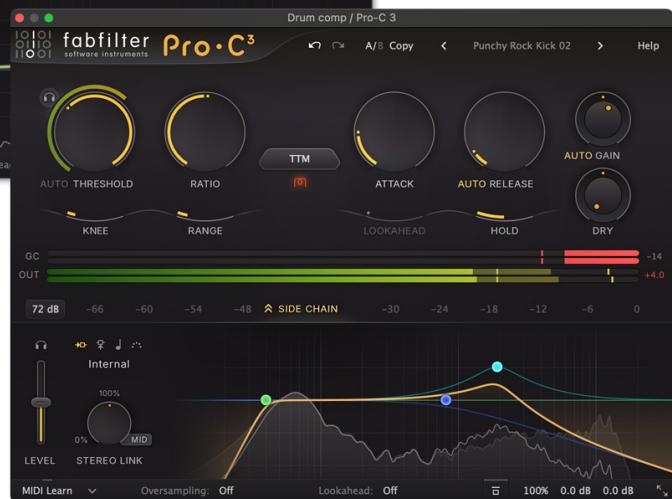 Drum comp / Pro-C 3
fabfilter
software instruments
Pro·C³
A/B Copy
Punchy Rock Kick 02
Help
AUTO THRESHOLD
RATIO
TTM
ATTACK
AUTO RELEASE
AUTO GAIN
KNEE
RANGE
LOOKAHEAD
HOLD
DRY
GC
-14
OUT
+4.0
72 dB
-66
-60
-54
-48
SIDE CHAIN
-30
-24
-18
-12
-6
0
Internal
100%
0%
MID
LEVEL
STEREO LINK
MIDI Learn
Oversampling: Off
Lookahead: Off
100%
0.0 dB
0.0 dB